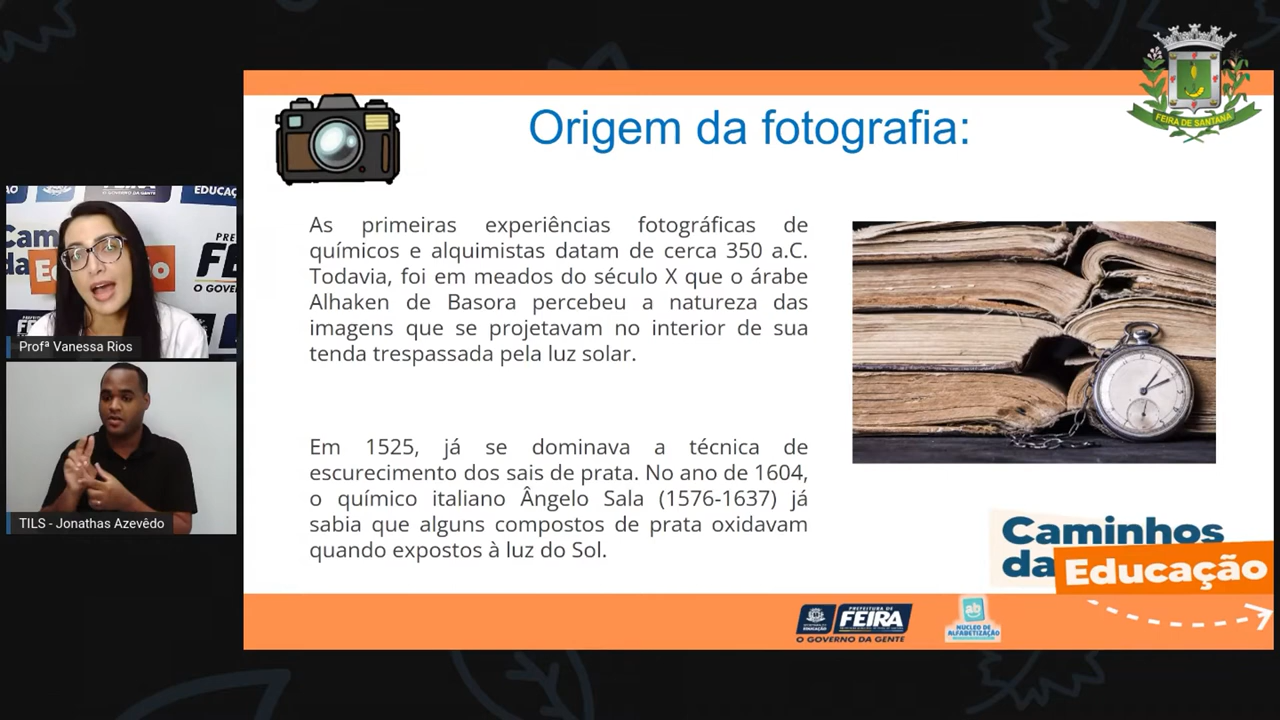 Origem da fotografia:
FEIRA DE SANTANA
As primeiras experiências fotográficas de
químicos e alquimistas datam de cerca 350 a.C.
Todavia, foi em meados do século X que o árabe
Alhaken de Basora percebeu a natureza das
imagens que se projetavam no interior de sua
tenda trespassada pela luz solar.
Em 1525, já se dominava a técnica de
escurecimento dos sais de prata. No ano de 1604,
o químico italiano Ângelo Sala (1576-1637) já
sabia que alguns compostos de prata oxidavam
quando expostos à luz do Sol.
Profª Vanessa Rios
TILS - Jonathas Azevêdo
Caminhos
da Educação
PREFEITURA DE
FEIRA
EDUCAÇÃO
O GOVERNO DA GENTE
ab
NÚCLEO DE
ALFABETIZAÇÃO